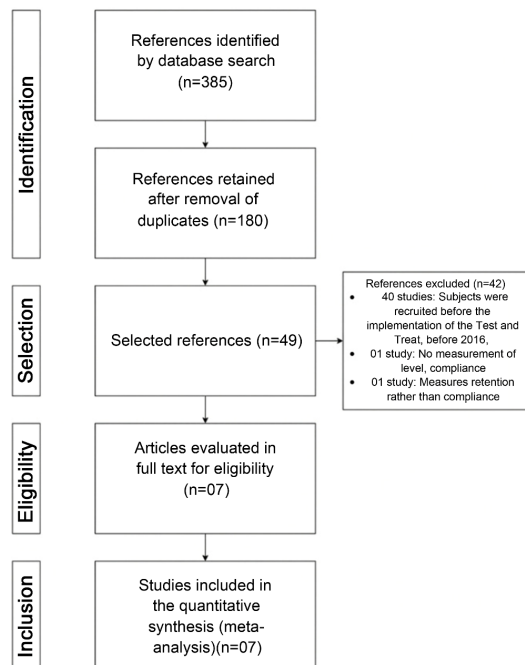 Identification
References identified
by database search
(n=385)
References retained
after removal of
duplicates (n=180)
Selection
Selected references (n=49)
References excluded (n=42)
• 40 studies: Subjects were
recruited before the
implementation of the Test and
Treat, before 2016,
• 01 study: No measurement of
level, compliance
• 01 study: Measures retention
rather than compliance
Eligibility
Articles evaluated in
full text for eligibility
(n=07)
Inclusion
Studies included in
the quantitative
synthesis (meta-
analysis)(n=07)